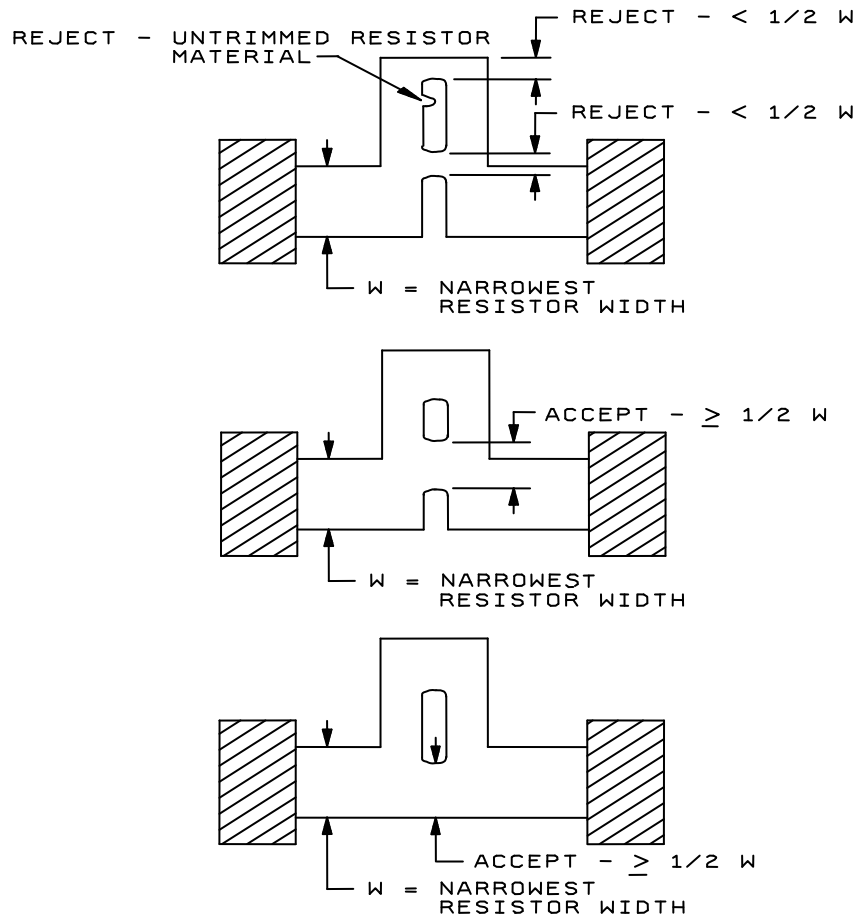 REJECT - < 1/2 W
REJECT - UNTRIMMED RESISTOR
MATERIAL
REJECT - < 1/2 W
W = NARROWEST
RESISTOR WIDTH
ACCEPT - ≥ 1/2 W
W = NARROWEST
RESISTOR WIDTH
ACCEPT - ≥ 1/2 W
W = NARROWEST
RESISTOR WIDTH